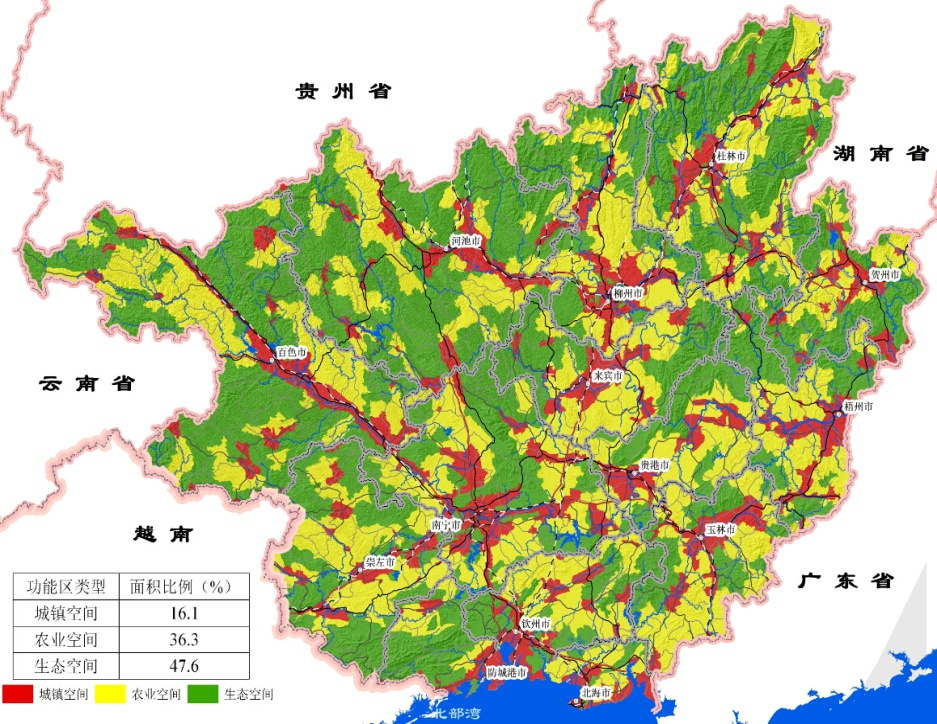 贵州省
湖南省
桂林市
河池市
贺州市
柳州市
百色市
云南省
来宾市
梧州市
贵港市
越南
南宁市
玉林市
崇左市
广东省
功能区类型 面积比例（%）
城镇空间 16.1
农业空间 36.3
生态空间 47.6
钦州市
防城港市
城镇空间 农业空间 生态空间
北海市
北部湾